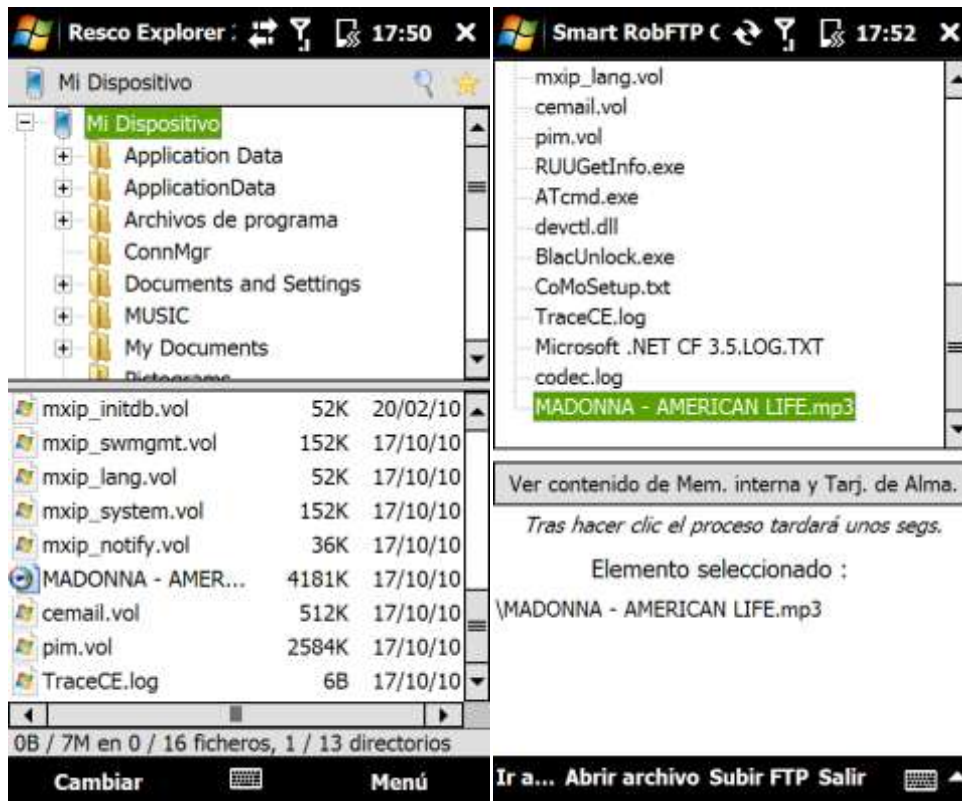 Resco Explorer 17:50
Mi Dispositivo
Mi Dispositivo
Application Data
ApplicationData
Archivos de programa
ConnMgr
Documents and Settings
MUSIC
My Documents
Pictograms
mxip_initdb.vol 52K 20/02/10
mxip_swmgmt.vol 152K 17/10/10
mxip_lang.vol 52K 17/10/10
mxip_system.vol 152K 17/10/10
mxip_notify.vol 36K 17/10/10
MADONNA - AMER... 4181K 17/10/10
cemail.vol 512K 17/10/10
pim.vol 2584K 17/10/10
TraceCE.log 6B 17/10/10
0B / 7M en 0 / 16 ficheros, 1 / 13 directorios
Cambiar Menú
Smart RobFTP C 17:52
mxip_lang.vol
cemail.vol
pim.vol
RUUGetInfo.exe
ATcmd.exe
devctl.dll
BlacUnlock.exe
CoMoSetup.txt
TraceCE.log
Microsoft .NET CF 3.5.LOG.TXT
codec.log
MADONNA - AMERICAN LIFE.mp3
Ver contenido de Mem. interna y Tarj. de Alma.
Tras hacer clic el proceso tardará unos segs.
Elemento seleccionado :
\MADONNA - AMERICAN LIFE.mp3
Ir a... Abrir archivo Subir FTP Salir